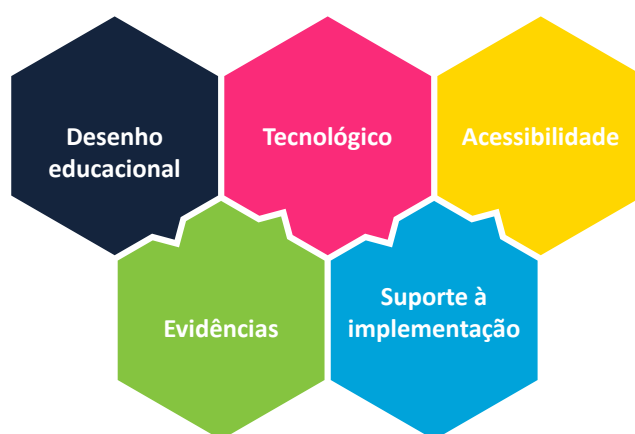 Desenho
educacional
Tecnológico
Acessibilidade
Evidências
Suporte à
implementação